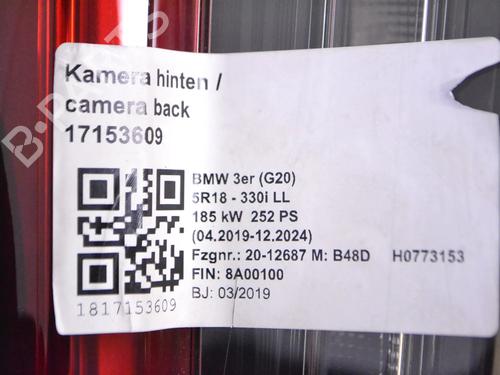 Kamera hinten /
camera back
17153609
BMW 3er (G20)
5R18 - 330i LL
185 kW 252 PS
(04.2019-12.2024)
Fzgnr.: 20-12687 M: B48D H0773153
FIN: 8A00100
BJ: 03/2019
1817153609
B-PARTS